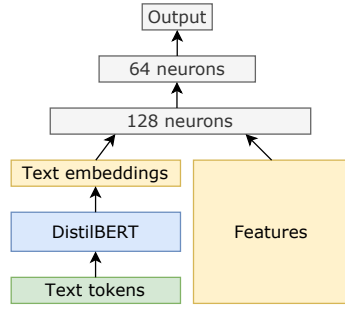 Output
64 neurons
128 neurons
Text embeddings
DistilBERT
Features
Text tokens